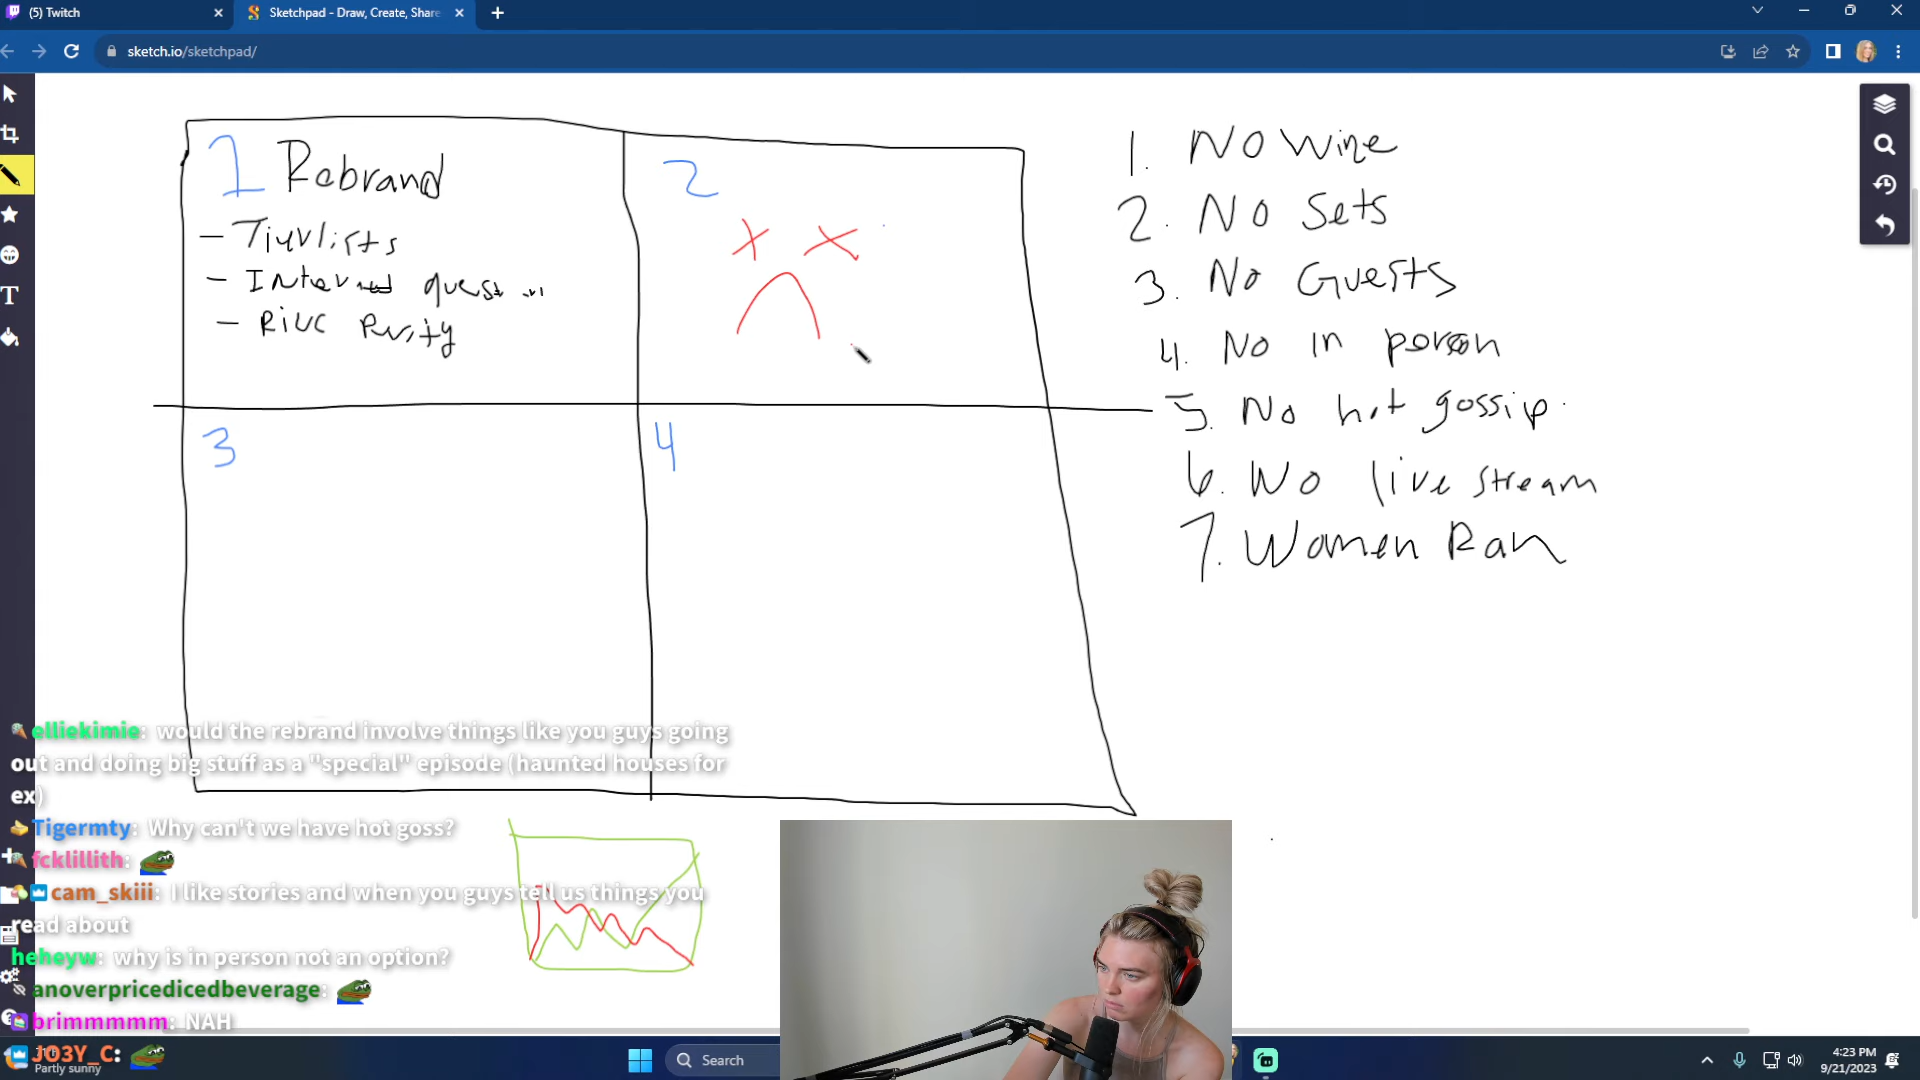 (5) Twitch
Sketchpad - Draw, Create, Share
sketch.io/sketchpad/
1 Rebrand
- Tierlists
- Internet
- Rice Purity
2
3
4
1. No Wine
2. No Sets
3. No Guests
4. No in person
5. No hot gossip
6. No live stream
7. Women Ran
T
elliekimie: would the rebrand involve things like you guys going
out and doing big stuff as a "special" episode (haunted houses for
ex)
Tigermty: Why can't we have hot goss?
fcklillith:
cam_skiii: I like stories and when you guys tell us things you
read about
heheyw: why is in person not an option?
anoverpricedicedbeverage:
brimmmmm: NAH
JO3Y_C:
Partly sunny
Search
4:23 PM
9/21/2023